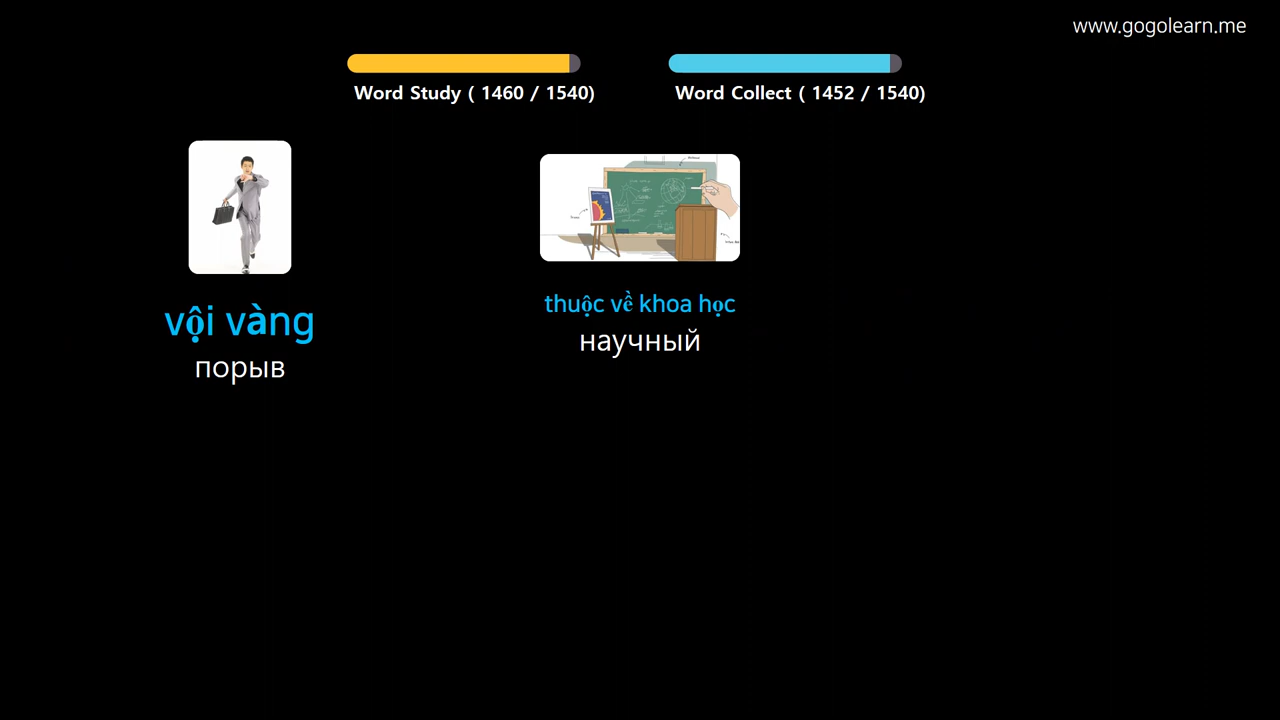 www.gogolearn.me
Word Study ( 1460 / 1540)
Word Collect ( 1452 / 1540)
vội vàng
порыв
thuộc về khoa học
научный